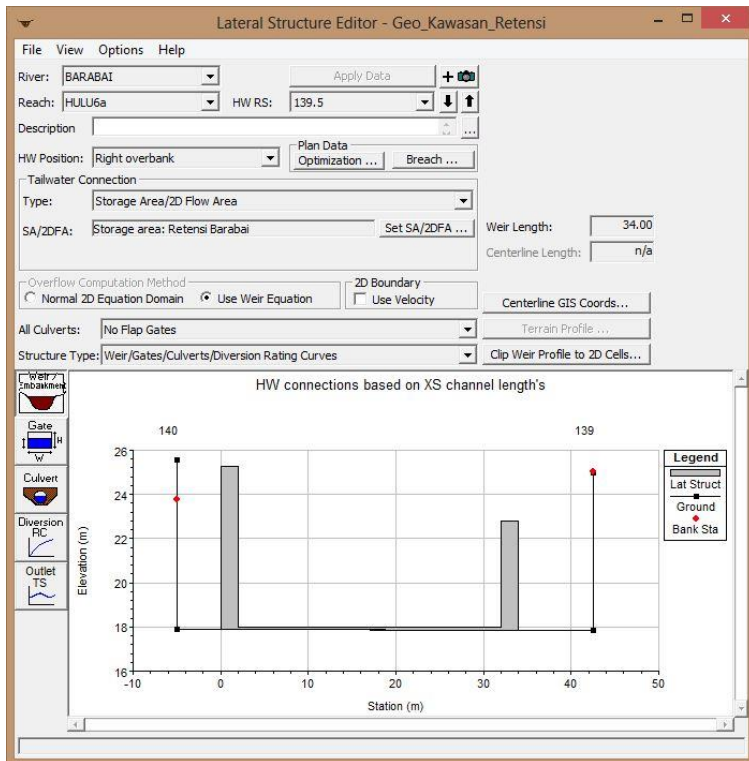 Lateral Structure Editor - Geo_Kawasan_Retensi
File View Options Help
River: BARABAI Apply Data
Reach: HULU6a HW RS: 139.5
Description ...
Plan Data
HW Position: Right overbank Optimization ... Breach ...
Tailwater Connection
Type: Storage Area/2D Flow Area
SA/2DFA: Storage area: Retensi Barabai Set SA/2DFA ... Weir Length: 34.00
Centerline Length: n/a
Overflow Computation Method 2D Boundary
Normal 2D Equation Domain Use Weir Equation Use Velocity Centerline GIS Coords...
All Culverts: No Flap Gates Terrain Profile ...
Structure Type: Weir/Gates/Culverts/Diversion Rating Curves Clip Weir Profile to 2D Cells...
Weir/
Embankment
Gate
H
W
Culvert
Diversion
RC
Outlet
TS
HW connections based on XS channel length's
140 139
26
24
22
20
18
16
Elevation (m)
-10 0 10 20 30 40 50
Station (m)
Legend
Lat Struct
Ground
Bank Sta